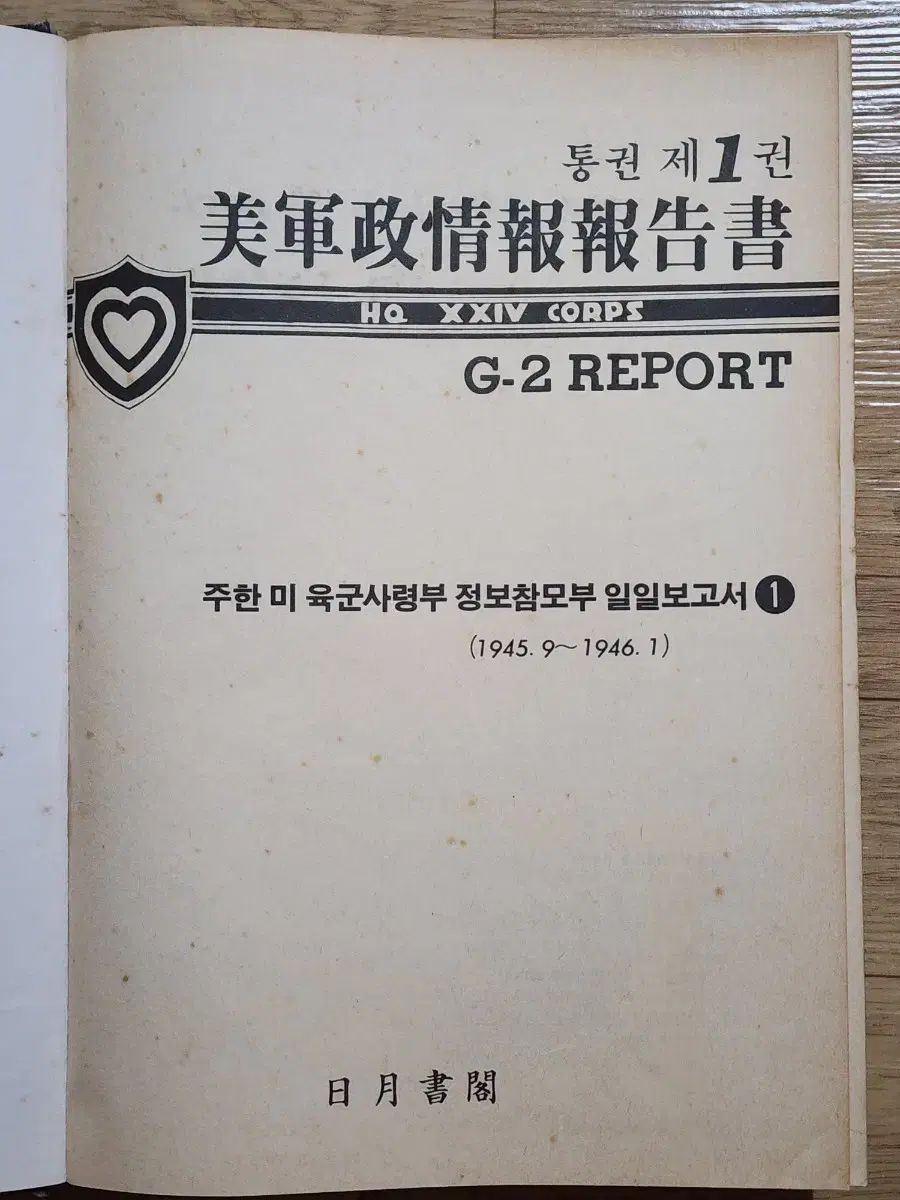 통권 제1권
美軍政情報報告書
HQ XXIV CORPS
G-2 REPORT
주한 미 육군사령부 정보참모부 일일보고서 ❶
(1945. 9~1946. 1)
日月書閣